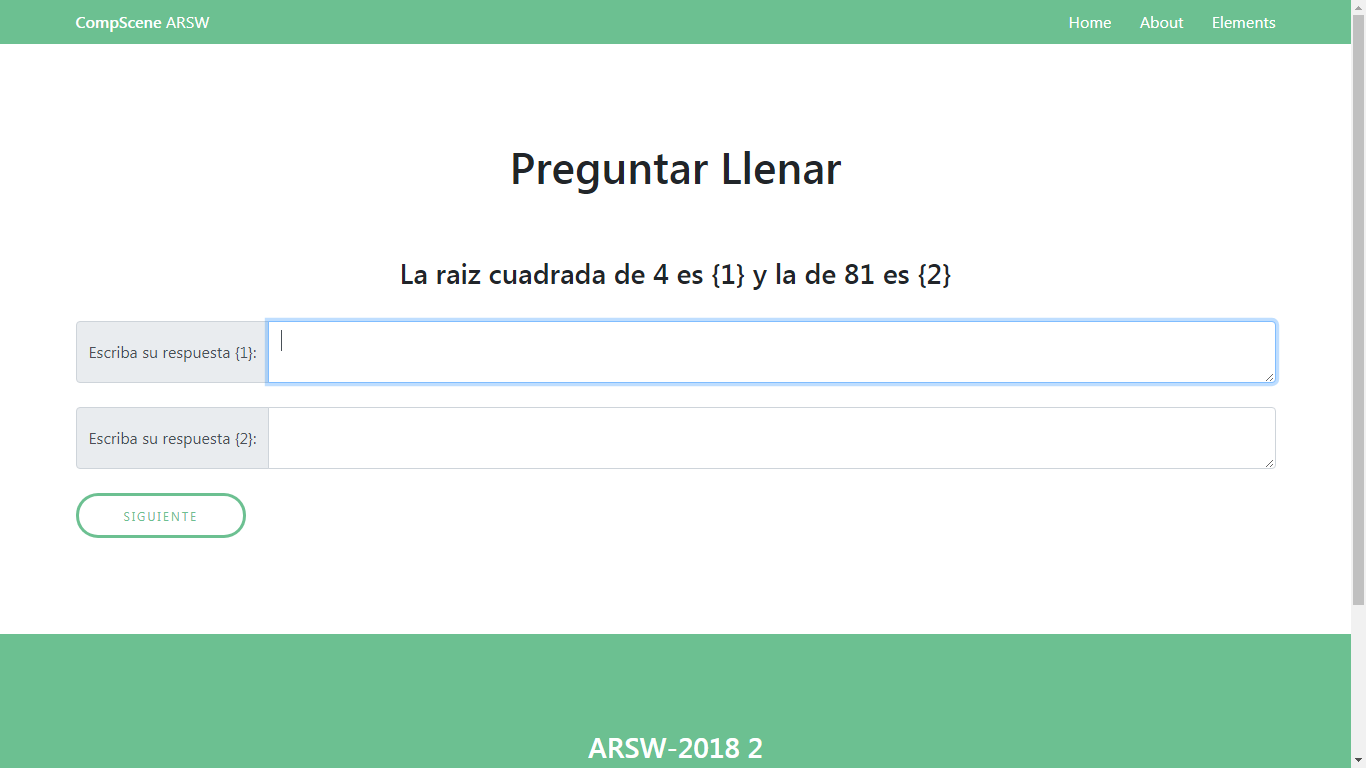 CompScene ARSW
Home About Elements
Preguntar Llenar
La raiz cuadrada de 4 es {1} y la de 81 es {2}
Escriba su respuesta {1}:
Escriba su respuesta {2}:
SIGUIENTE
ARSW-2018 2